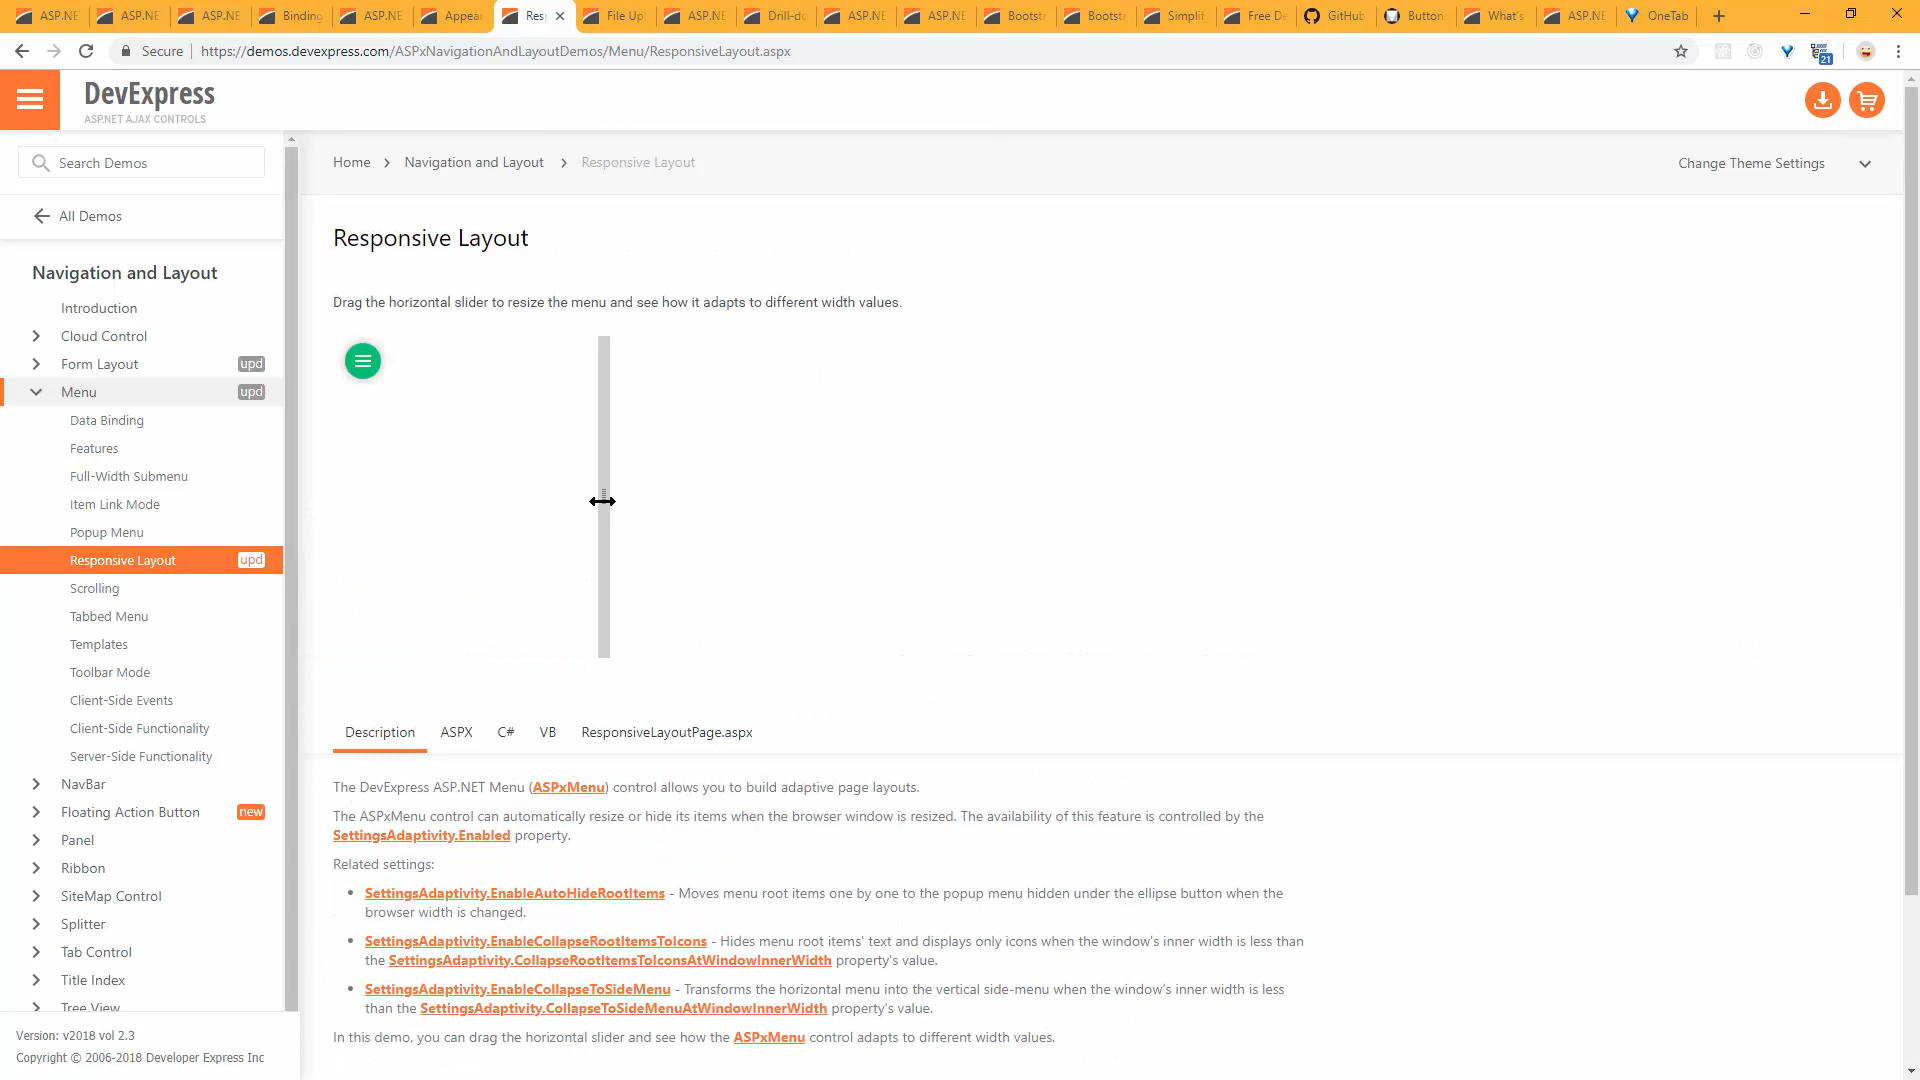 ASP.NE
ASP.NE
ASP.NE
Binding
ASP.NE
Appear
Resp
File Up
ASP.NE
Drill-do
ASP.NE
ASP.NE
Bootst
Bootst
Simplif
Free De
GitHub
Button
What's
ASP.NE
OneTab
Secure
https://demos.devexpress.com/ASPxNavigationAndLayoutDemos/Menu/ResponsiveLayout.aspx
21
DevExpress
ASP.NET AJAX CONTROLS
Search Demos
All Demos
Navigation and Layout
Introduction
Cloud Control
Form Layout upd
Menu upd
Data Binding
Features
Full-Width Submenu
Item Link Mode
Popup Menu
Responsive Layout upd
Scrolling
Tabbed Menu
Templates
Toolbar Mode
Client-Side Events
Client-Side Functionality
Server-Side Functionality
NavBar
Floating Action Button new
Panel
Ribbon
SiteMap Control
Splitter
Tab Control
Title Index
Tree View
Version: v2018 vol 2.3
Copyright © 2006-2018 Developer Express Inc
Home Navigation and Layout Responsive Layout
Change Theme Settings
Responsive Layout
Drag the horizontal slider to resize the menu and see how it adapts to different width values.
Description ASPX C# VB ResponsiveLayoutPage.aspx
The DevExpress ASP.NET Menu (ASPxMenu) control allows you to build adaptive page layouts.
The ASPxMenu control can automatically resize or hide its items when the browser window is resized. The availability of this feature is controlled by the
SettingsAdaptivity.Enabled property.
Related settings:
SettingsAdaptivity.EnableAutoHideRootItems - Moves menu root items one by one to the popup menu hidden under the ellipse button when the
browser width is changed.
SettingsAdaptivity.EnableCollapseRootItemsToIcons - Hides menu root items' text and displays only icons when the window's inner width is less than
the SettingsAdaptivity.CollapseRootItemsToIconsAtWindowInnerWidth property's value.
SettingsAdaptivity.EnableCollapseToSideMenu - Transforms the horizontal menu into the vertical side-menu when the window's inner width is less
than the SettingsAdaptivity.CollapseToSideMenuAtWindowInnerWidth property's value.
In this demo, you can drag the horizontal slider and see how the ASPxMenu control adapts to different width values.